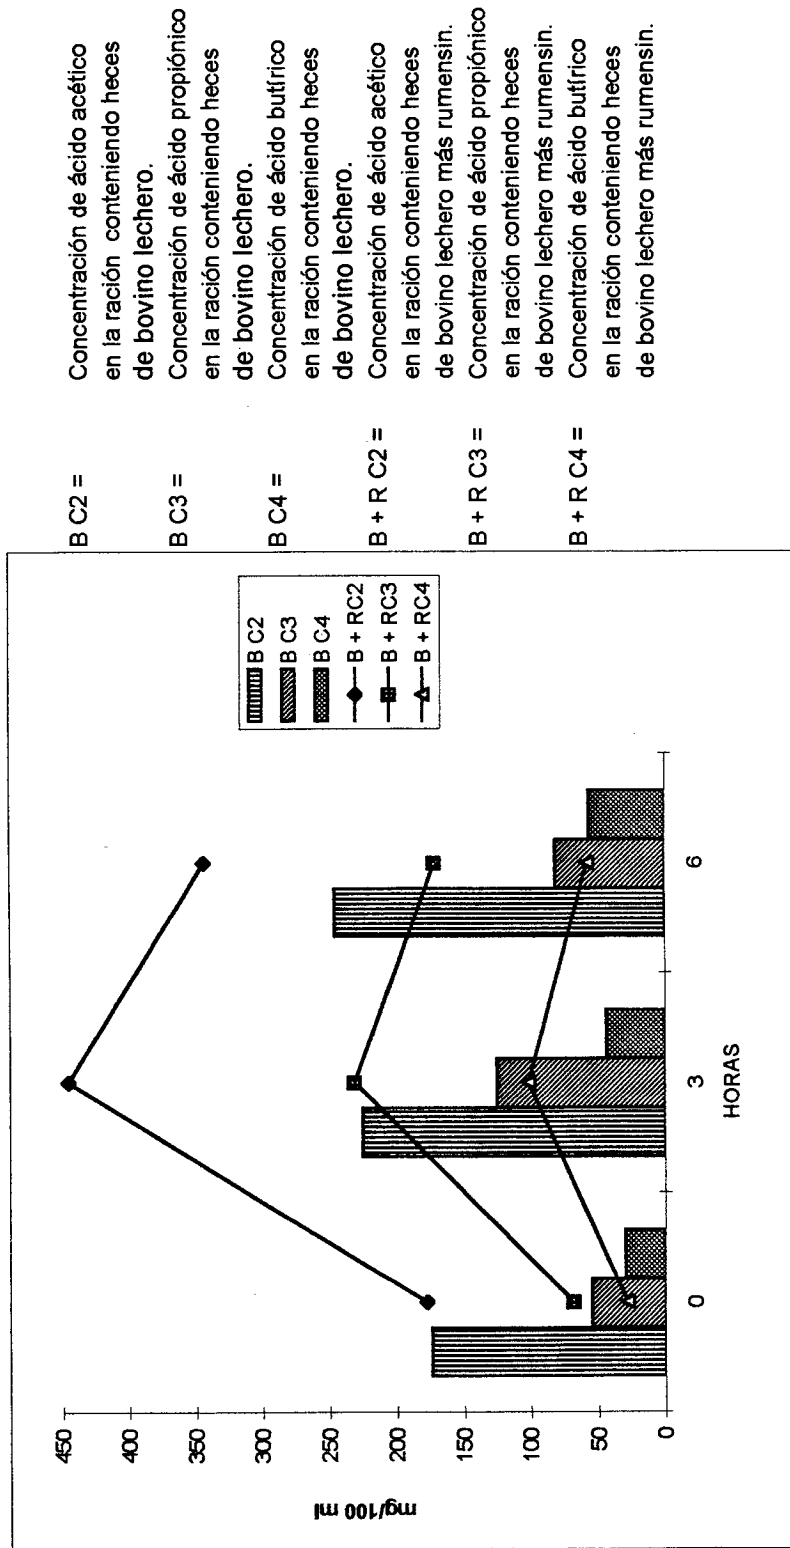 mg/100 ml
450
400
350
300
250
200
150
100
50
0
0
3
6
HORAS
B C2
B C3
B C4
B + RC2
B + RC3
B + RC4
B C2 = Concentración de ácido acético
en la ración conteniendo heces
de bovino lechero.
B C3 = Concentración de ácido propiónico
en la ración conteniendo heces
de bovino lechero.
B C4 = Concentración de ácido butírico
en la ración conteniendo heces
de bovino lechero.
B + R C2 = Concentración de ácido acético
en la ración conteniendo heces
de bovino lechero más rumensin.
B + R C3 = Concentración de ácido propiónico
en la ración conteniendo heces
de bovino lechero más rumensin.
B + R C4 = Concentración de ácido butírico
en la ración conteniendo heces
de bovino lechero más rumensin.